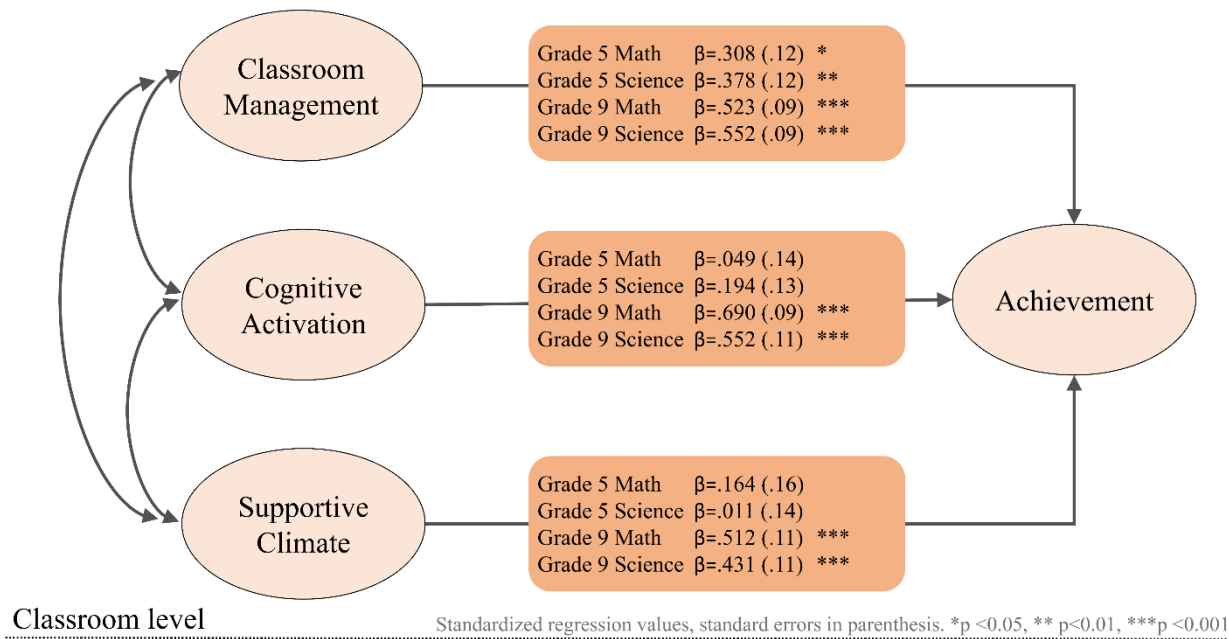 Classroom
Management
Grade 5 Math β=.308 (.12) *
Grade 5 Science β=.378 (.12) **
Grade 9 Math β=.523 (.09) ***
Grade 9 Science β=.552 (.09) ***
Cognitive
Activation
Grade 5 Math β=.049 (.14)
Grade 5 Science β=.194 (.13)
Grade 9 Math β=.690 (.09) ***
Grade 9 Science β=.552 (.11) ***
Achievement
Supportive
Climate
Grade 5 Math β=.164 (.16)
Grade 5 Science β=.011 (.14)
Grade 9 Math β=.512 (.11) ***
Grade 9 Science β=.431 (.11) ***
Classroom level
Standardized regression values, standard errors in parenthesis. *p <0.05, ** p<0.01, ***p <0.001